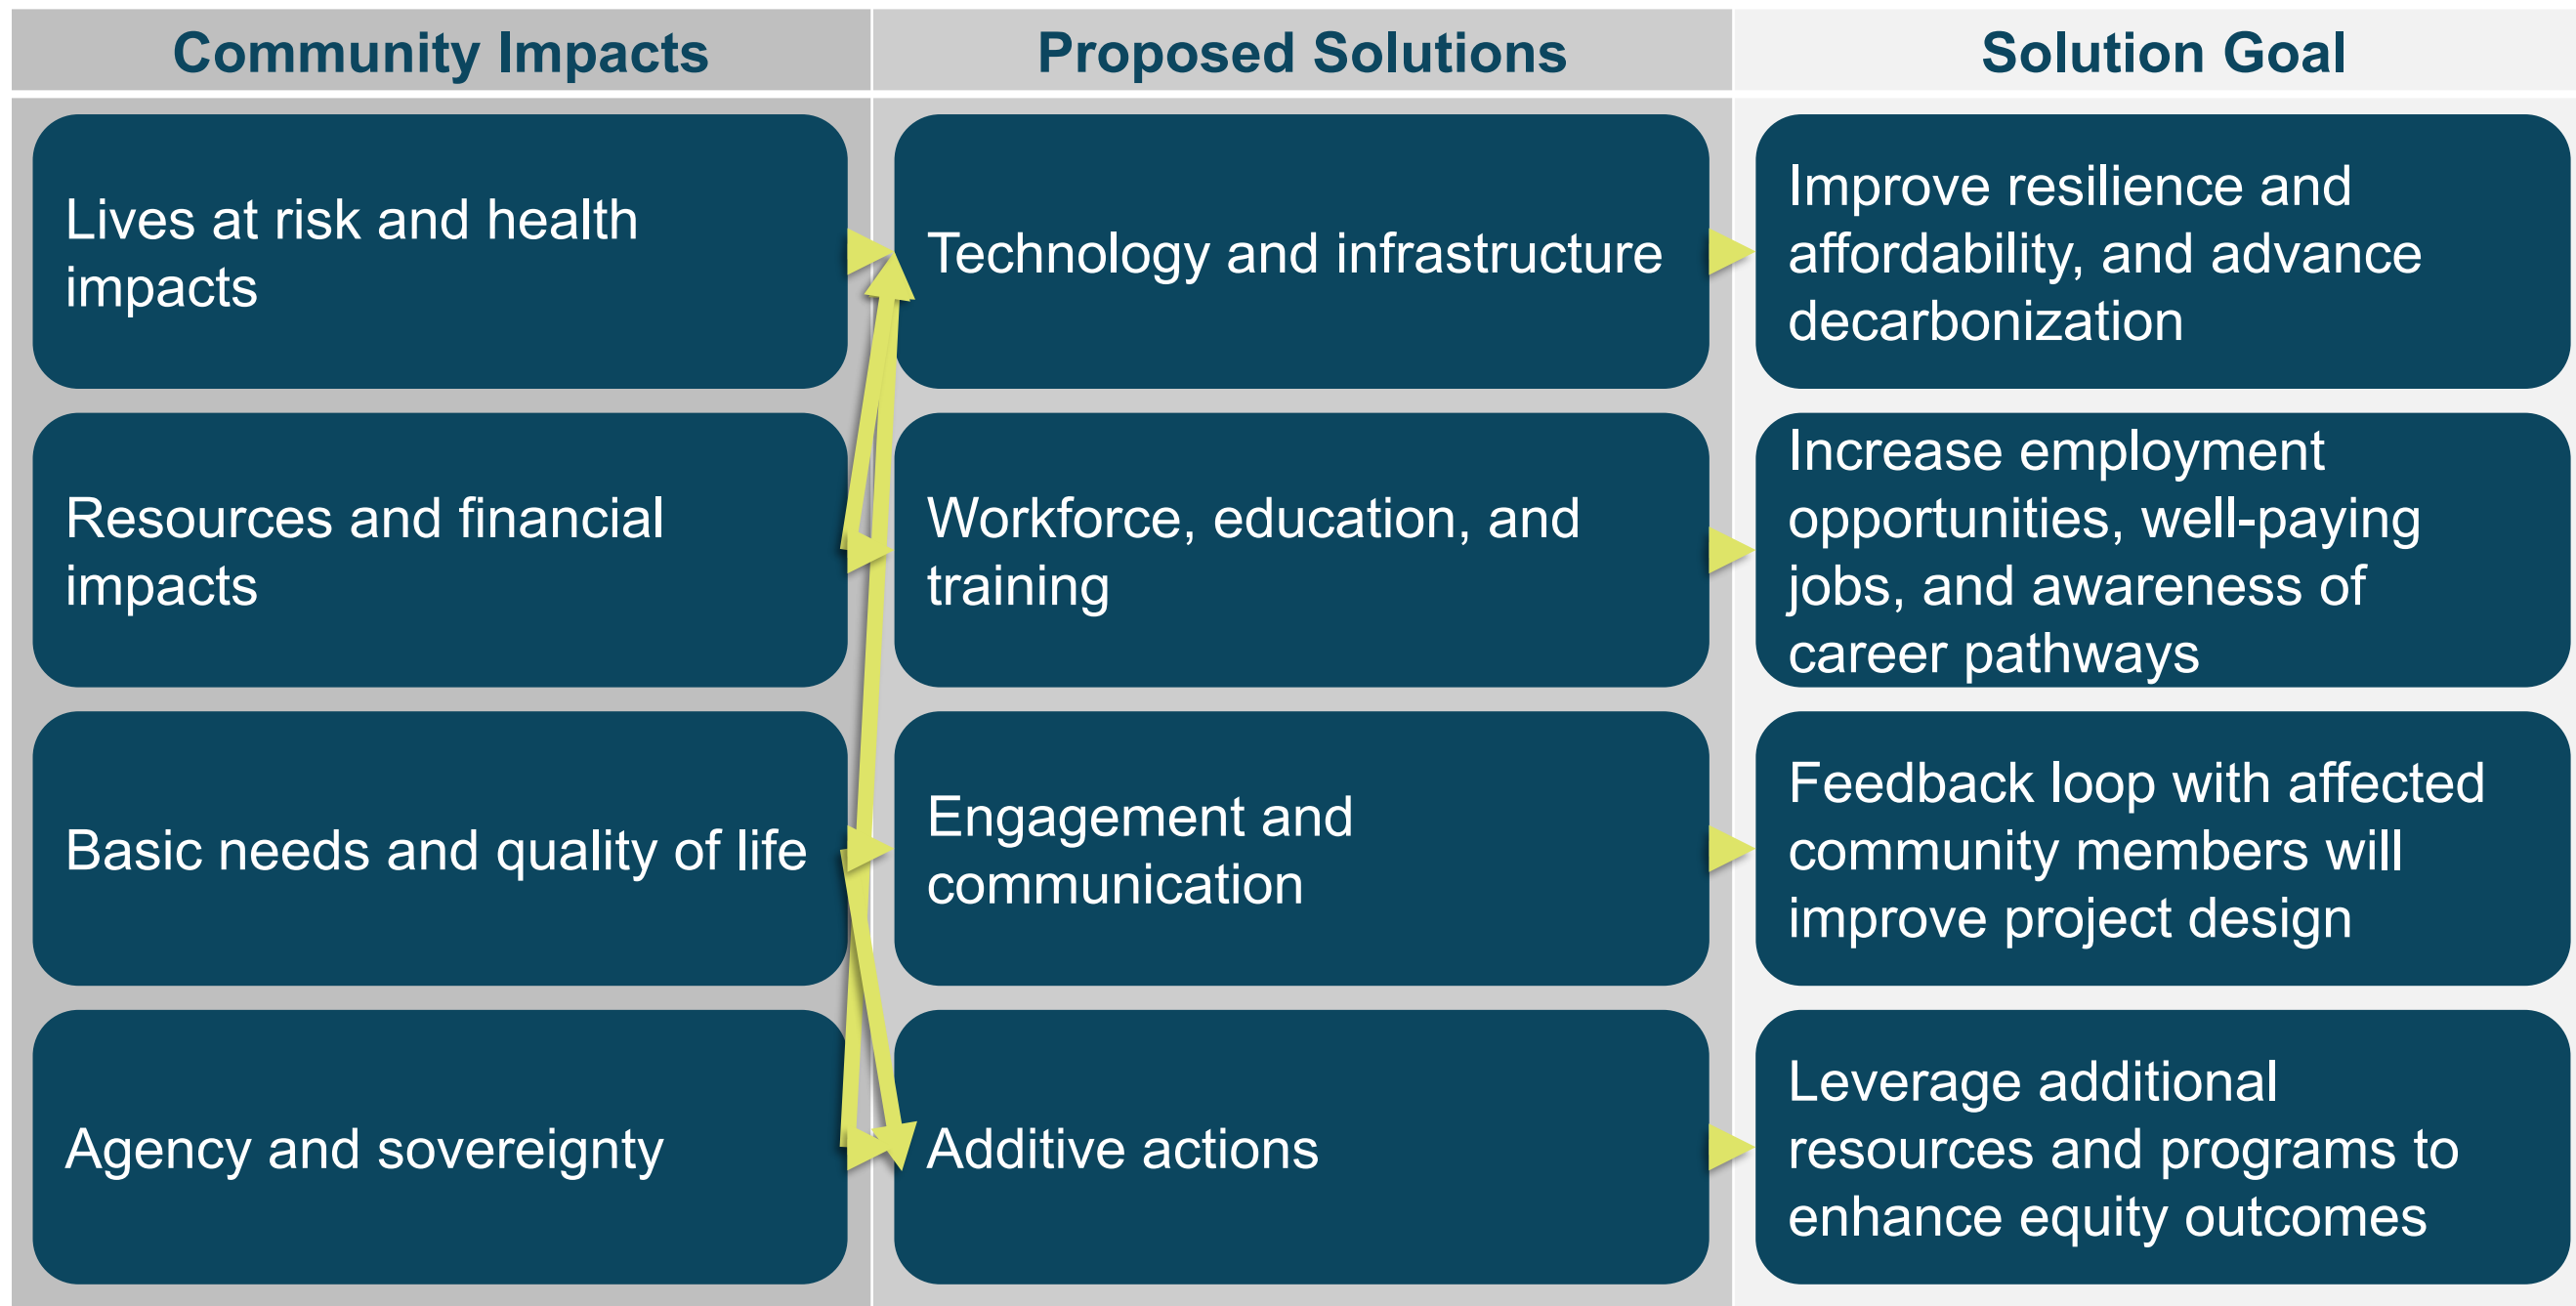 Community Impacts
Proposed Solutions
Solution Goal
Lives at risk and health
impacts
Technology and infrastructure
Improve resilience and
affordability, and advance
decarbonization
Resources and financial
impacts
Workforce, education, and
training
Increase employment
opportunities, well-paying
jobs, and awareness of
career pathways
Basic needs and quality of life
Engagement and
communication
Feedback loop with affected
community members will
improve project design
Agency and sovereignty
Additive actions
Leverage additional
resources and programs to
enhance equity outcomes